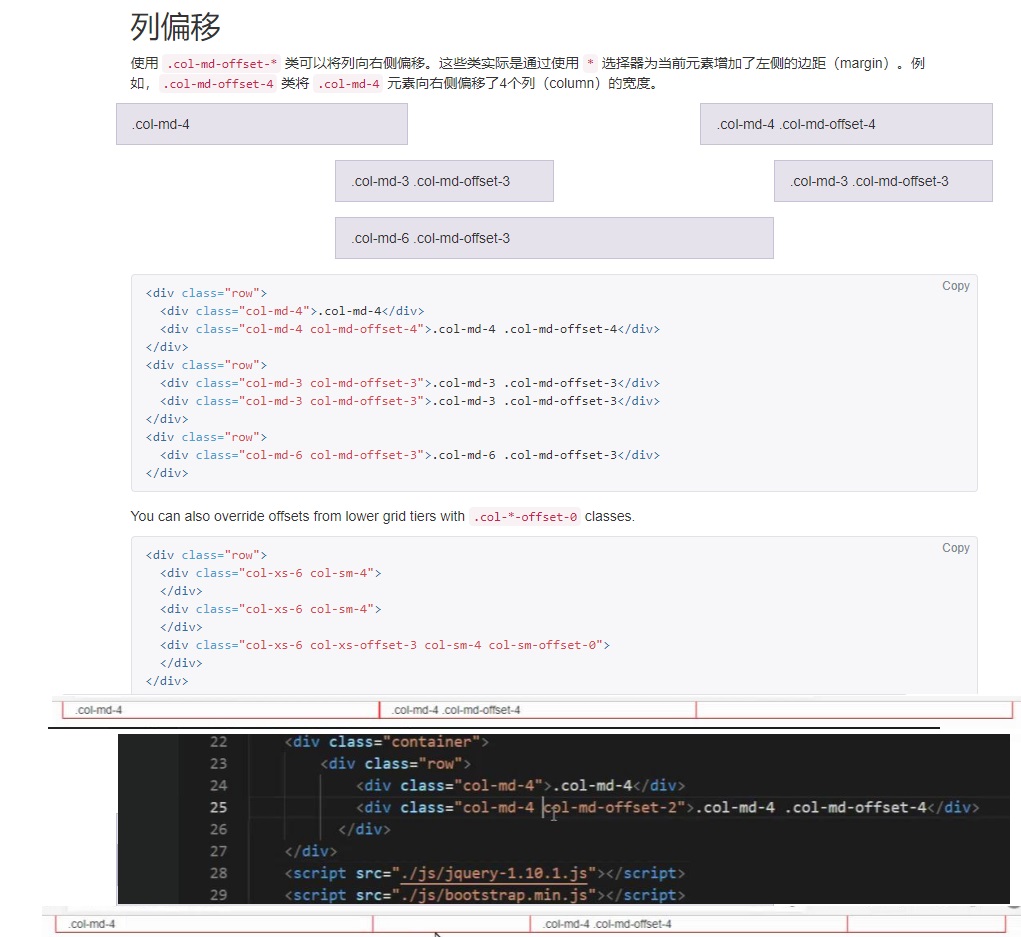 列偏移
使用 .col-md-offset-* 类可以将列向右侧偏移。这些类实际是通过使用 * 选择器为当前元素增加了左侧的边距（margin）。例
如，.col-md-offset-4 类将 .col-md-4 元素向右侧偏移了4个列（column）的宽度。
.col-md-4 .col-md-4 .col-md-offset-4
.col-md-3 .col-md-offset-3 .col-md-3 .col-md-offset-3
.col-md-6 .col-md-offset-3
Copy
<div class="row">
  <div class="col-md-4">.col-md-4</div>
  <div class="col-md-4 col-md-offset-4">.col-md-4 .col-md-offset-4</div>
</div>
<div class="row">
  <div class="col-md-3 col-md-offset-3">.col-md-3 .col-md-offset-3</div>
  <div class="col-md-3 col-md-offset-3">.col-md-3 .col-md-offset-3</div>
</div>
<div class="row">
  <div class="col-md-6 col-md-offset-3">.col-md-6 .col-md-offset-3</div>
</div>
You can also override offsets from lower grid tiers with .col-*-offset-0 classes.
Copy
<div class="row">
  <div class="col-xs-6 col-sm-4">
  </div>
  <div class="col-xs-6 col-sm-4">
  </div>
  <div class="col-xs-6 col-xs-offset-3 col-sm-4 col-sm-offset-0">
  </div>
</div>
.col-md-4 .col-md-4 .col-md-offset-4
22 <div class="container">
23 <div class="row">
24 <div class="col-md-4">.col-md-4</div>
25 <div class="col-md-4 col-md-offset-2">.col-md-4 .col-md-offset-4</div>
26 </div>
27 </div>
28 <script src="./js/jquery-1.10.1.js"></script>
29 <script src="./js/bootstrap.min.js"></script>
.col-md-4 .col-md-4 .col-md-offset-4